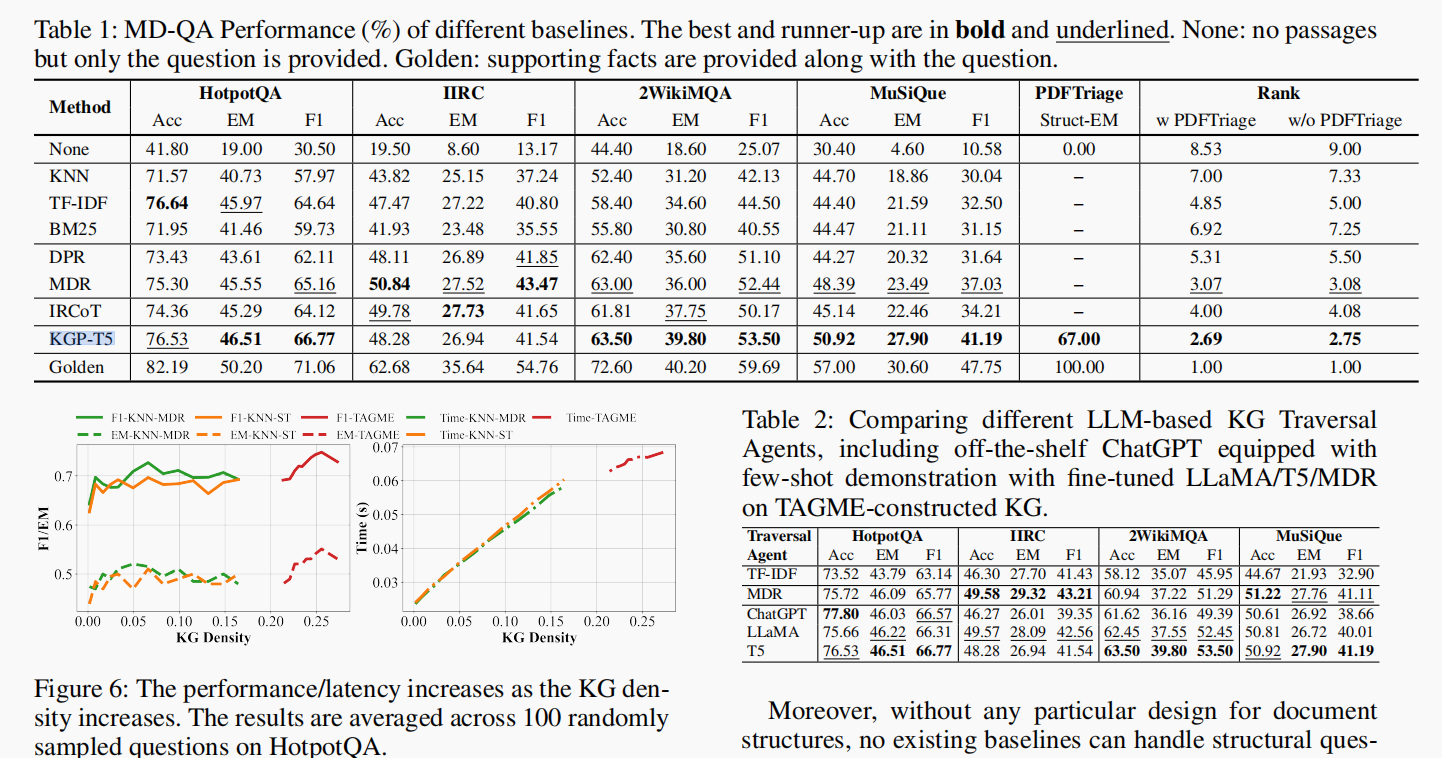 Table 1: MD-QA Performance (%) of different baselines. The best and runner-up are in bold and underlined. None: no passages
but only the question is provided. Golden: supporting facts are provided along with the question.
Method HotpotQA IIRC 2WikiMQA MuSiQue PDFTriage Rank
Acc EM F1 Acc EM F1 Acc EM F1 Acc EM F1 Struct-EM w PDFTriage w/o PDFTriage
None 41.80 19.00 30.50 19.50 8.60 13.17 44.40 18.60 25.07 30.40 4.60 10.58 0.00 8.53 9.00
KNN 71.57 40.73 57.97 43.82 25.15 37.24 52.40 31.20 42.13 44.70 18.86 30.04 – 7.00 7.33
TF-IDF 76.64 45.97 64.64 47.47 27.22 40.80 58.40 34.60 44.50 44.40 21.59 32.50 – 4.85 5.00
BM25 71.95 41.46 59.73 41.93 23.48 35.55 55.80 30.80 40.55 44.47 21.11 31.15 – 6.92 7.25
DPR 73.43 43.61 62.11 48.11 26.89 41.85 62.40 35.60 51.10 44.27 20.32 31.64 – 5.31 5.50
MDR 75.30 45.55 65.16 50.84 27.52 43.47 63.00 36.00 52.44 48.39 23.49 37.03 – 3.07 3.08
IRCoT 74.36 45.29 64.12 49.78 27.73 41.65 61.81 37.75 50.17 45.14 22.46 34.21 – 4.00 4.08
KGP-T5 76.53 46.51 66.77 48.28 26.94 41.54 63.50 39.80 53.50 50.92 27.90 41.19 67.00 2.69 2.75
Golden 82.19 50.20 71.06 62.68 35.64 54.76 72.60 40.20 59.69 57.00 30.60 47.75 100.00 1.00 1.00
F1-KNN-MDR F1-KNN-ST F1-TAGME Time-KNN-MDR Time-TAGME
EM-KNN-MDR EM-KNN-ST EM-TAGME Time-KNN-ST
F1/EM
0.7
0.6
0.5
0.00 0.05 0.10 0.15 0.20 0.25
KG Density
Time (s)
0.07
0.06
0.05
0.04
0.03
0.00 0.05 0.10 0.15 0.20 0.25
KG Density
Figure 6: The performance/latency increases as the KG den-
sity increases. The results are averaged across 100 randomly
sampled questions on HotpotQA.
Table 2: Comparing different LLM-based KG Traversal
Agents, including off-the-shelf ChatGPT equipped with
few-shot demonstration with fine-tuned LLaMA/T5/MDR
on TAGME-constructed KG.
Traversal HotpotQA IIRC 2WikiMQA MuSiQue
Agent Acc EM F1 Acc EM F1 Acc EM F1 Acc EM F1
TF-IDF 73.52 43.79 63.14 46.30 27.70 41.43 58.12 35.07 45.95 44.67 21.93 32.90
MDR 75.72 46.09 65.77 49.58 29.32 43.21 60.94 37.22 51.29 51.22 27.76 41.11
ChatGPT 77.80 46.03 66.57 46.27 26.01 39.35 61.62 36.16 49.39 50.61 26.92 38.66
LLaMA 75.66 46.22 66.31 49.57 28.09 42.56 62.45 37.55 52.45 50.81 26.72 40.01
T5 76.53 46.51 66.77 48.28 26.94 41.54 63.50 39.80 53.50 50.92 27.90 41.19
Moreover, without any particular design for document
structures, no existing baselines can handle structural ques-